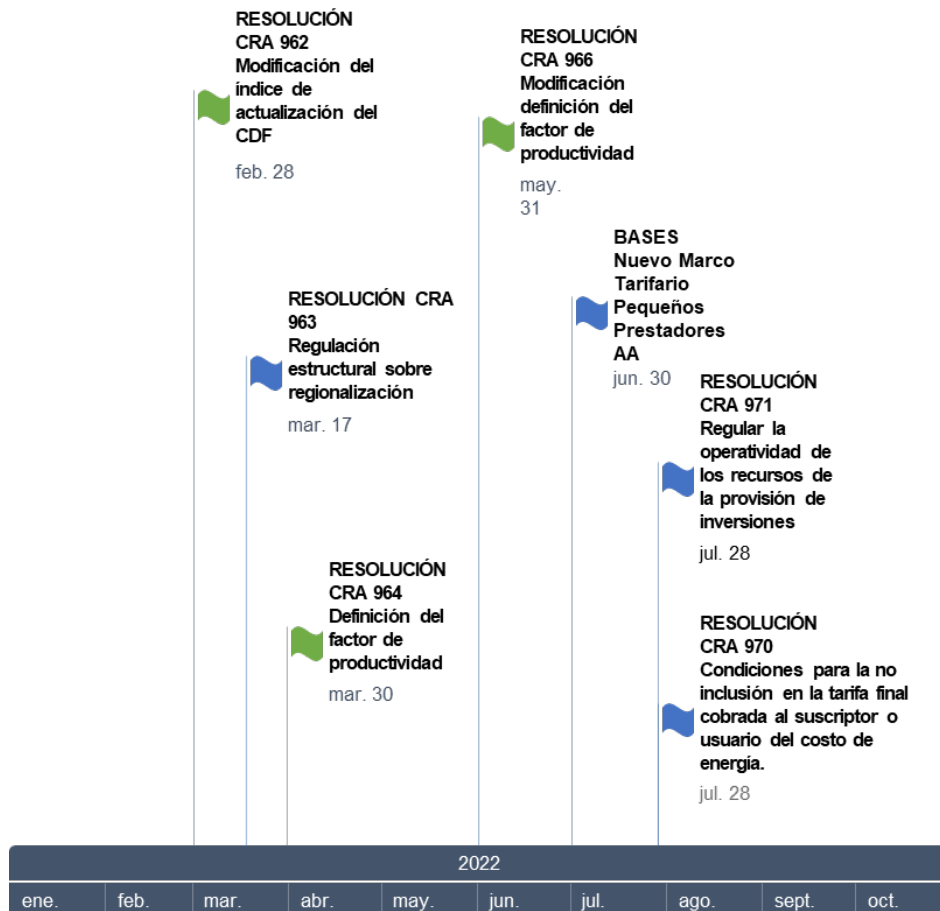 RESOLUCIÓN
CRA 962
Modificación del
índice de
actualización del
CDF
feb. 28
RESOLUCIÓN
CRA 966
Modificación
definición del
factor de
productividad
may.
31
BASES
Nuevo Marco
Tarifario
Pequeños
Prestadores
AA
jun. 30
RESOLUCIÓN CRA
963
Regulación
estructural sobre
regionalización
mar. 17
RESOLUCIÓN
CRA 971
Regular la
operatividad de
los recursos de
la provisión de
inversiones
jul. 28
RESOLUCIÓN
CRA 964
Definición del
factor de
productividad
mar. 30
RESOLUCIÓN
CRA 970
Condiciones para la no
inclusión en la tarifa final
cobrada al suscriptor o
usuario del costo de
energía.
jul. 28
2022
ene. feb. mar. abr. may. jun. jul. ago. sept. oct.